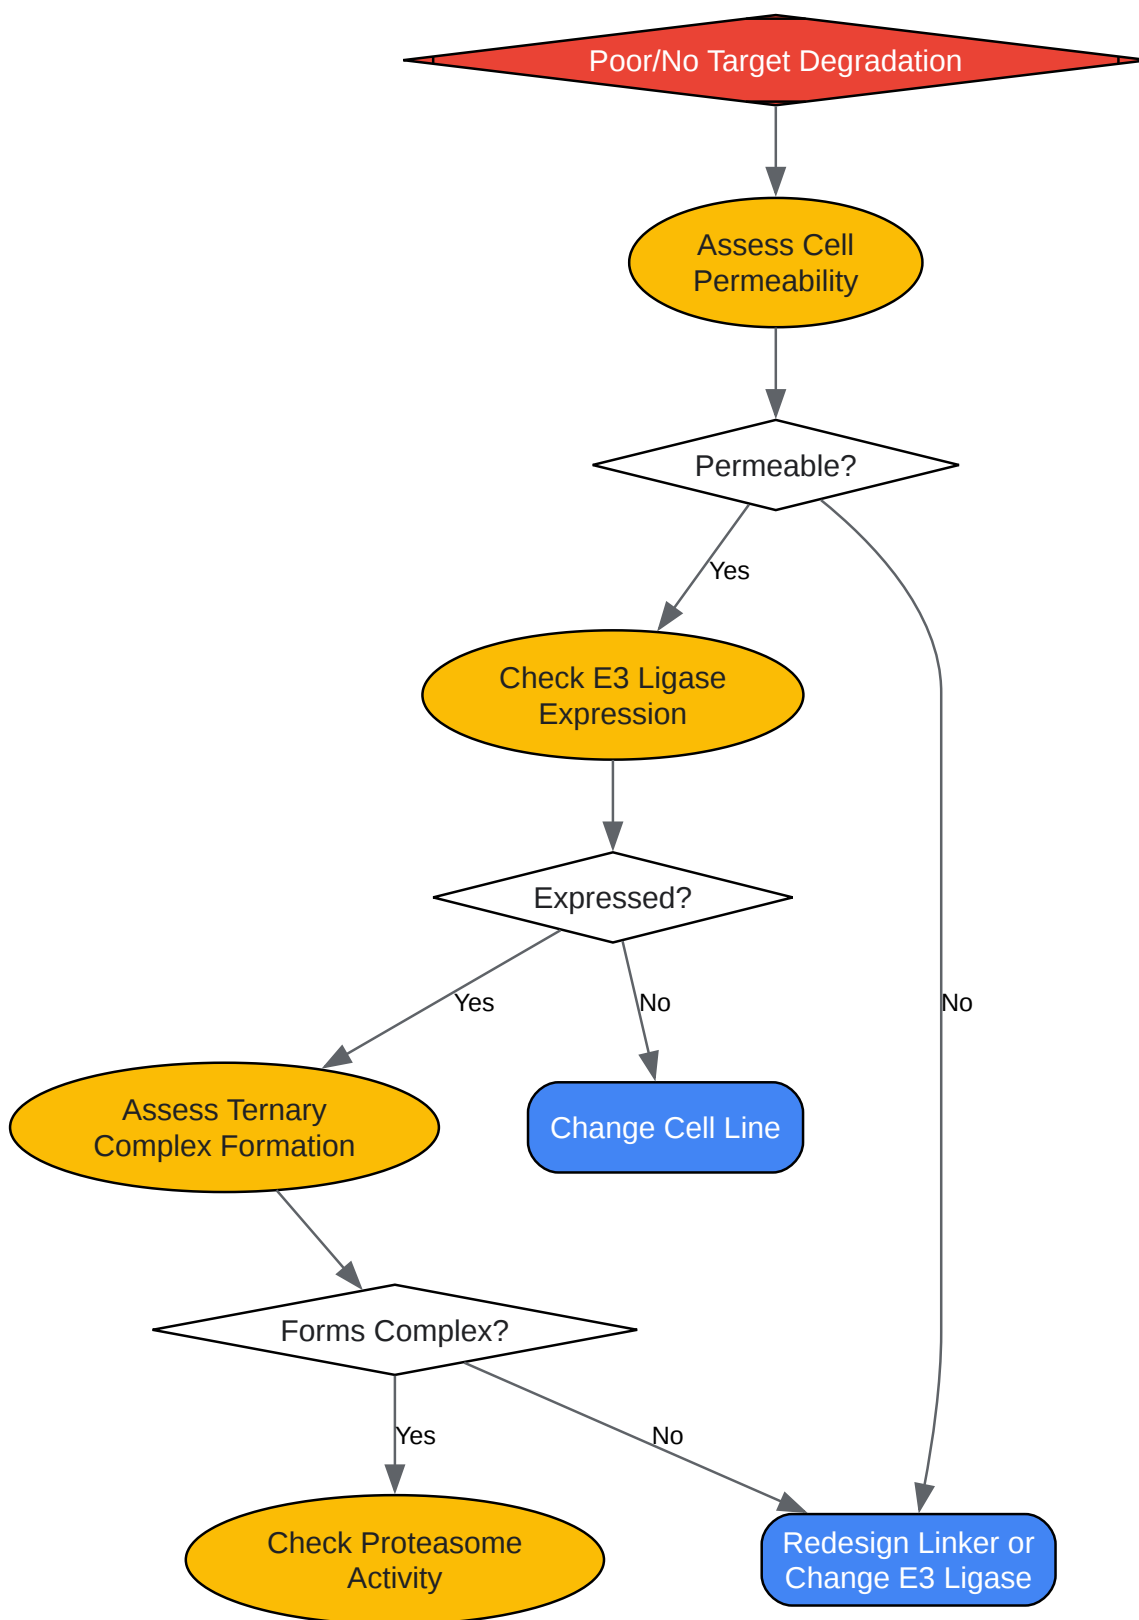 Poor/No Target Degradation
Assess Cell
Permeability
Permeable?
Yes
Check E3 Ligase
Expression
Expressed?
Yes
No
No
Assess Ternary
Complex Formation
Change Cell Line
Forms Complex?
Yes
No
Check Proteasome
Activity
Redesign Linker or
Change E3 Ligase